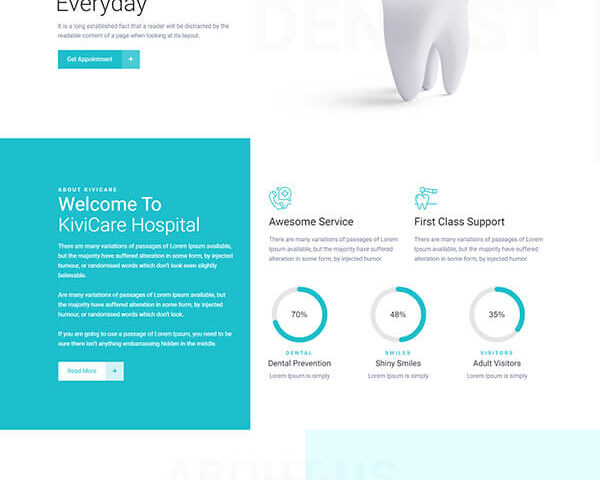 Everyday
DENTIST
It is a long established fact that a reader will be distracted by the
readable content of a page when looking at its layout.
Get Appointment +
ABOUT KIVICARE
Welcome To
KiviCare Hospital
There are many variations of passages of Lorem Ipsum available,
but the majority have suffered alteration in some form, by injected
humour, or randomised words which don't look even slightly
believable.
Are many variations of passages of Lorem Ipsum available, but
the majority have suffered alteration in some form, by injected
humour, or randomised words which don't look even slightly.
If you are going to use a passage of Lorem Ipsum, you need to be
sure there isn't anything embarrassing hidden in the middle.
Read More +
Awesome Service
There are many variations of passages of Lorem
Ipsum available, but the majority have suffered
alteration in some form, by injected humor.
First Class Support
There are many variations of passages of Lorem
Ipsum available, but the majority have suffered
alteration in some form, by injected humor.
70%
DENTAL
Dental Prevention
Lorem Ipsum is simply
48%
SMILES
Shiny Smiles
Lorem Ipsum is simply
35%
VISITORS
Adult Visitors
Lorem Ipsum is simply
ABOUT US